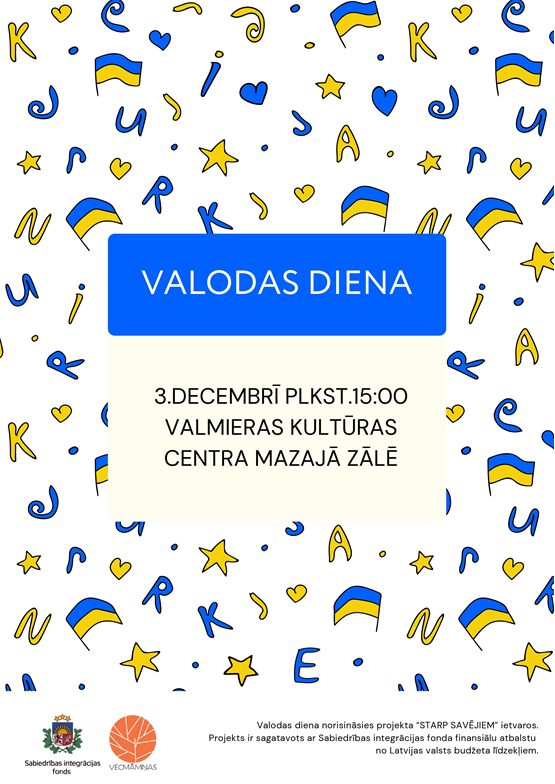 VALODAS DIENA
3.DECEMBRĪ PLKST.15:00
VALMIERAS KULTŪRAS
CENTRA MAZAJĀ ZĀLĒ
Valodas diena norisināsies projekta “STARP SAVĒJIEM” ietvaros.
Projekts ir sagatavots ar Sabiedrības integrācijas fonda finansiālu atbalstu
no Latvijas valsts budžeta līdzekļiem.
Sabiedrības integrācijas
fonds
VECMĀMIŅAS